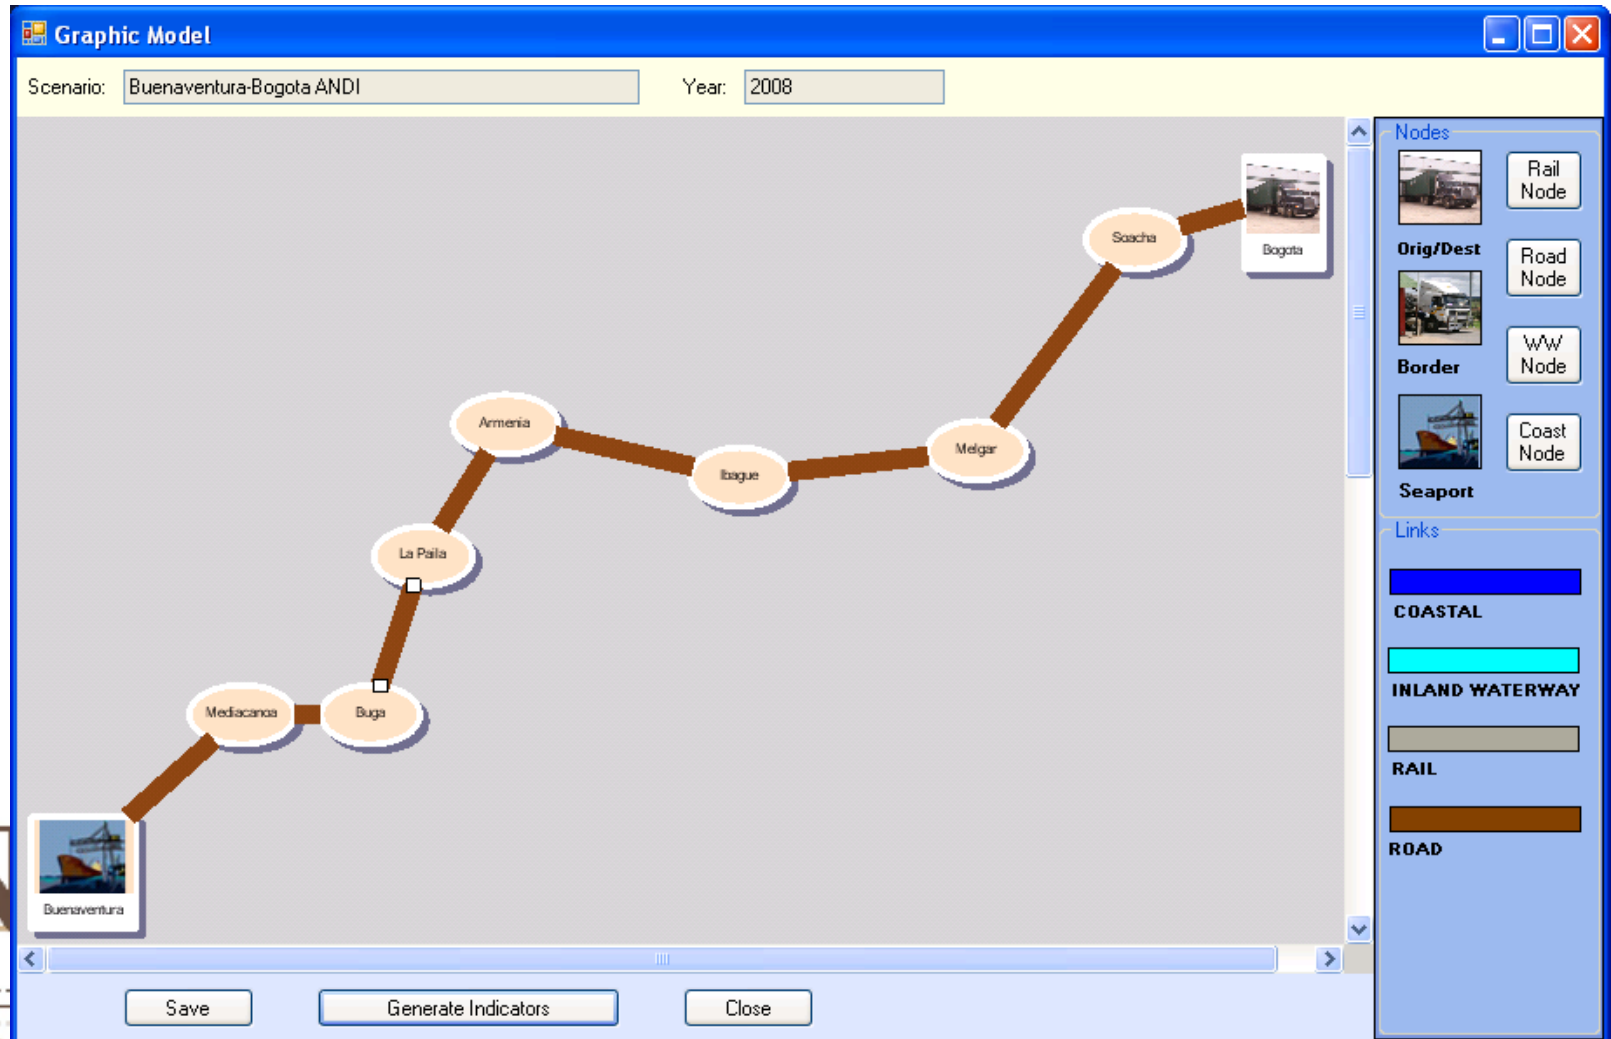 Graphic Model
Scenario: Buenaventura-Bogota ANDI Year: 2008
Nodes
Rail
Node
Orig/Dest
Road
Node
Border
WW
Node
Seaport
Coast
Node
Links
COASTAL
INLAND WATERWAY
RAIL
ROAD
Bogota
Soacha
Armenia
Ibague
Melgar
La Paila
Mediacanoa
Buga
Buenaventura
Save
Generate Indicators
Close